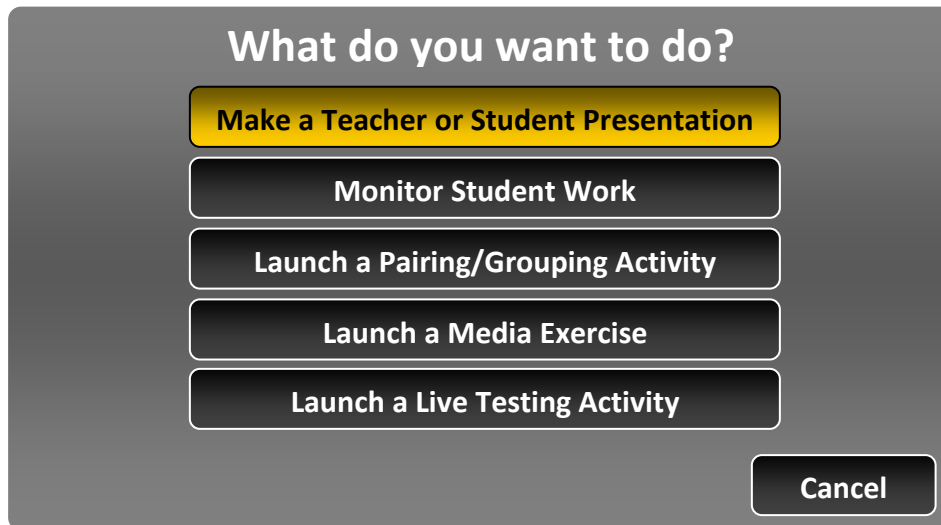 What do you want to do?
Make a Teacher or Student Presentation
Monitor Student Work
Launch a Pairing/Grouping Activity
Launch a Media Exercise
Launch a Live Testing Activity
Cancel